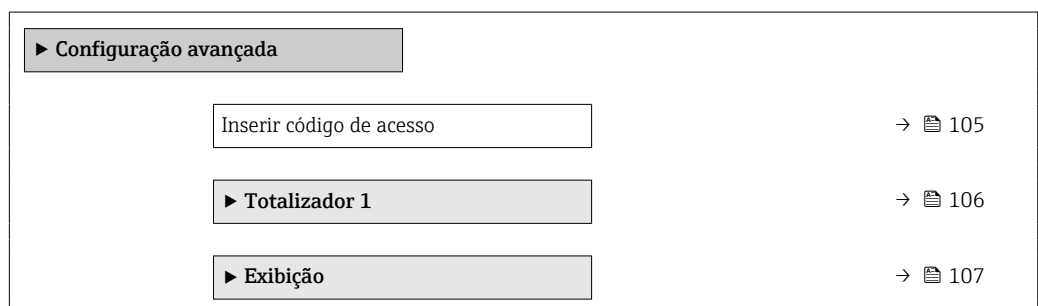 ▶ Configuração avançada
Inserir código de acesso → 105
▶ Totalizador 1 → 106
▶ Exibição → 107